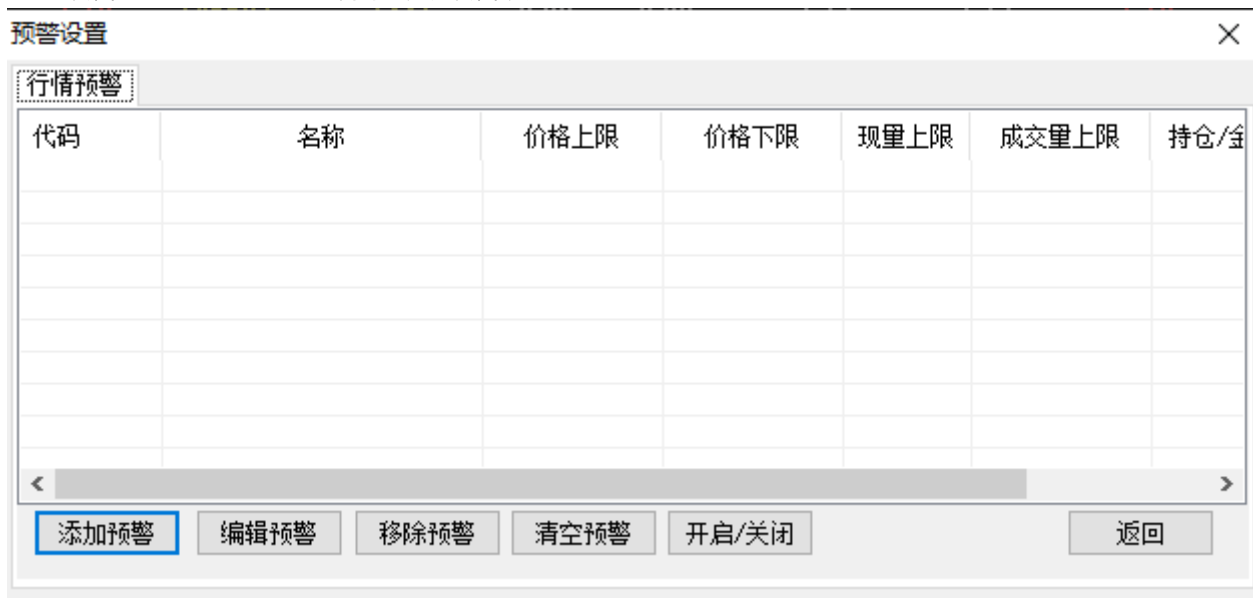 预警设置
行情预警
代码 名称 价格上限 价格下限 现量上限 成交量上限 持仓/金
添加预警 编辑预警 移除预警 清空预警 开启/关闭 返回